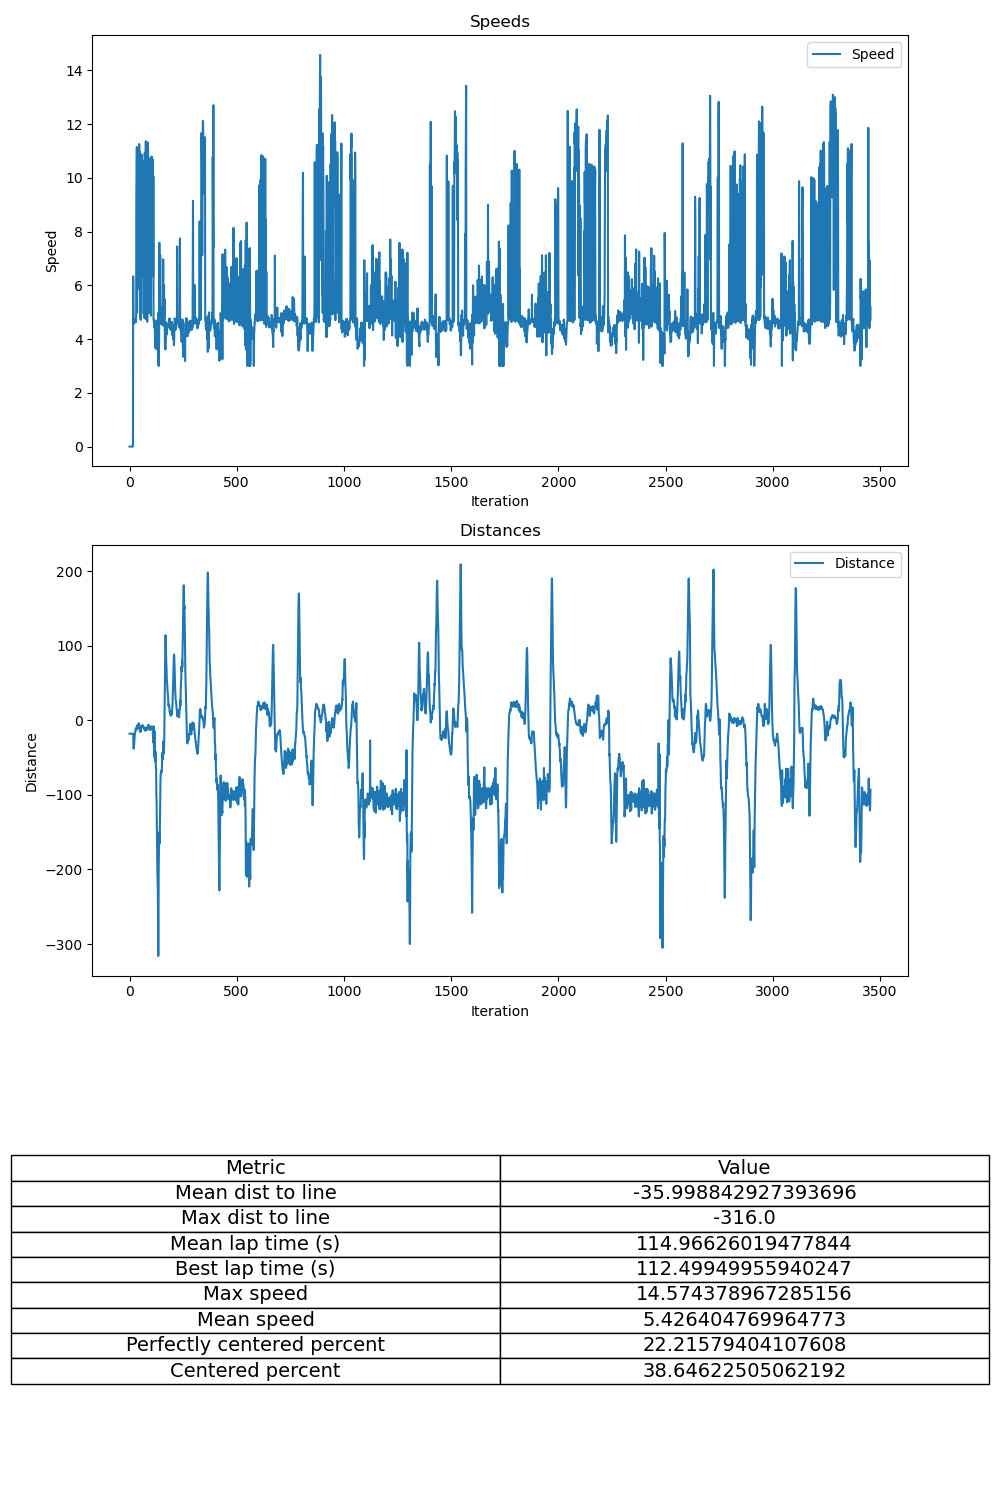 Speeds
Speed
14
12
10
8
6
4
2
0
Speed
0 500 1000 1500 2000 2500 3000 3500
Iteration
Distances
Distance
200
100
0
−100
−200
−300
Distance
0 500 1000 1500 2000 2500 3000 3500
Iteration
Metric Value
Mean dist to line -35.998842927393696
Max dist to line -316.0
Mean lap time (s) 114.96626019477844
Best lap time (s) 112.49949955940247
Max speed 14.574378967285156
Mean speed 5.426404769964773
Perfectly centered percent 22.21579404107608
Centered percent 38.64622505062192